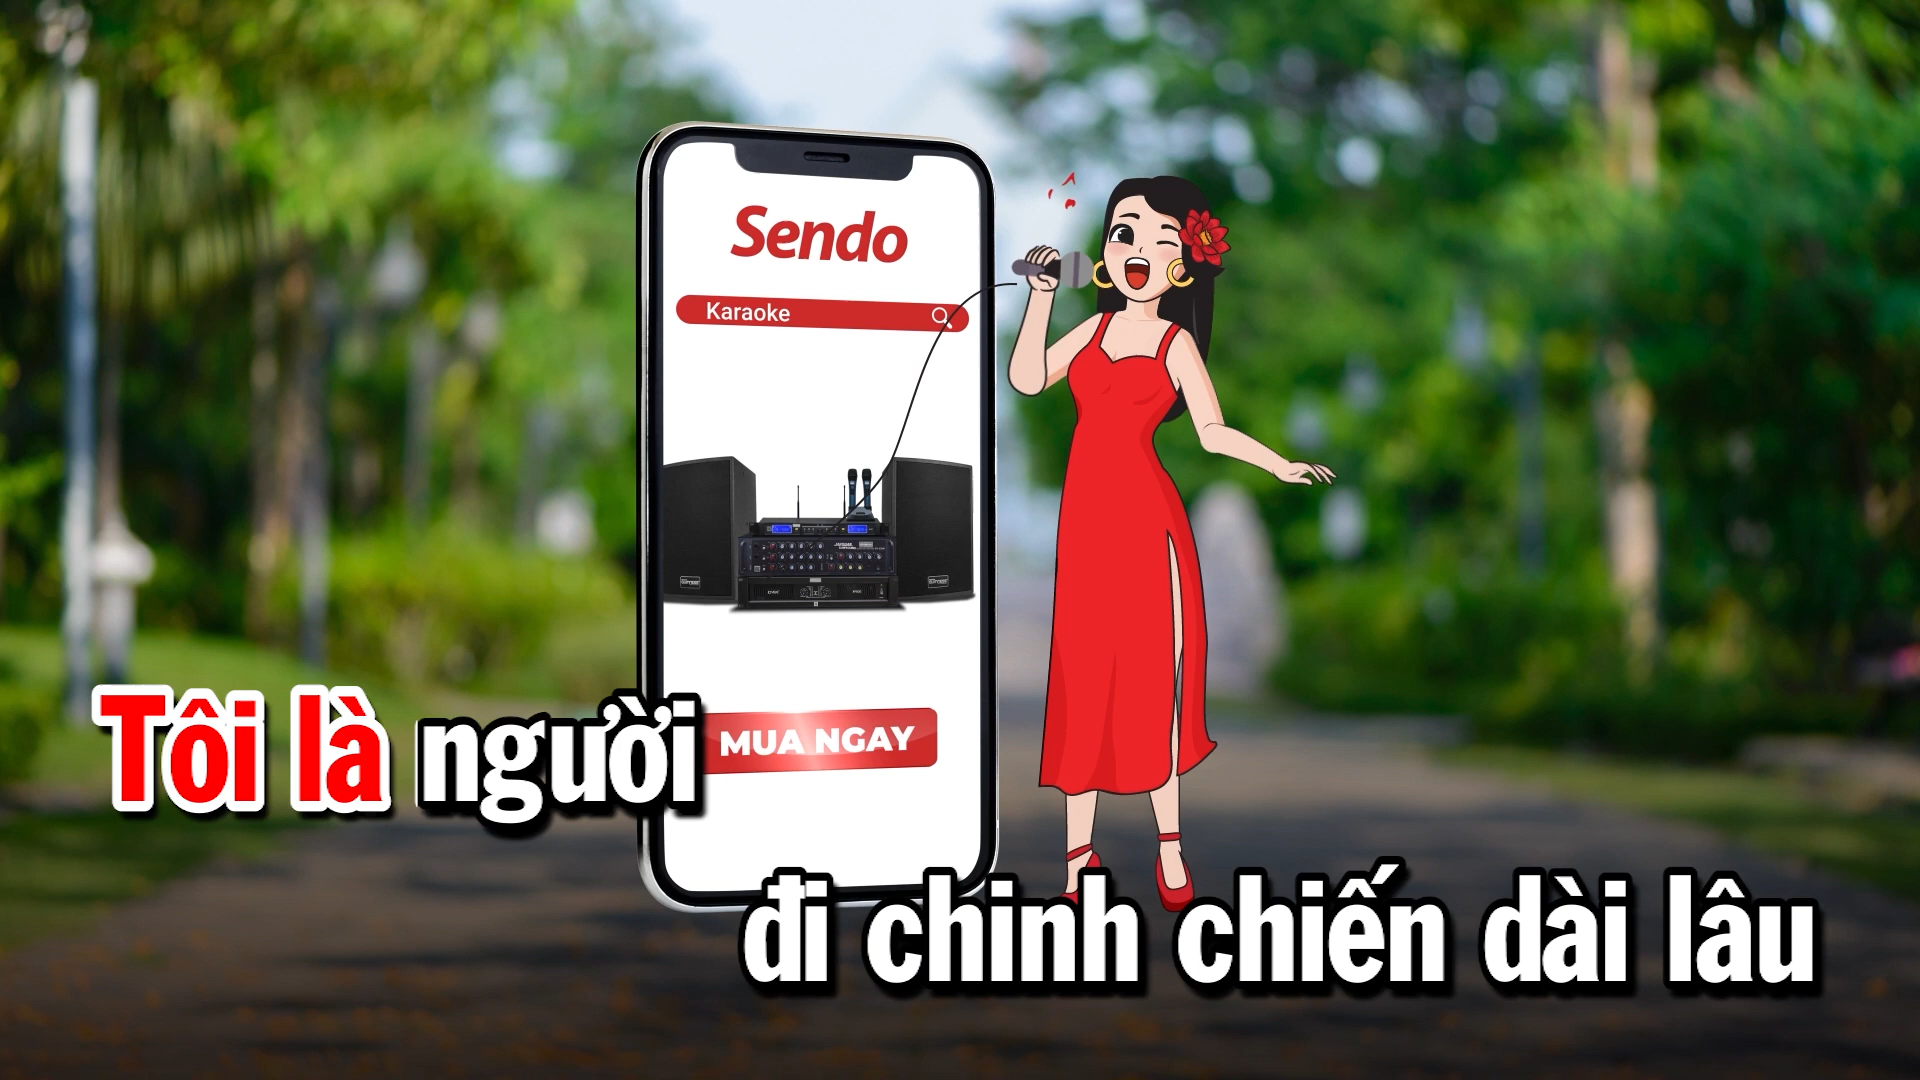 Sendo
Karaoke
MUA NGAY
Tôi là người
đi chinh chiến dài lâu